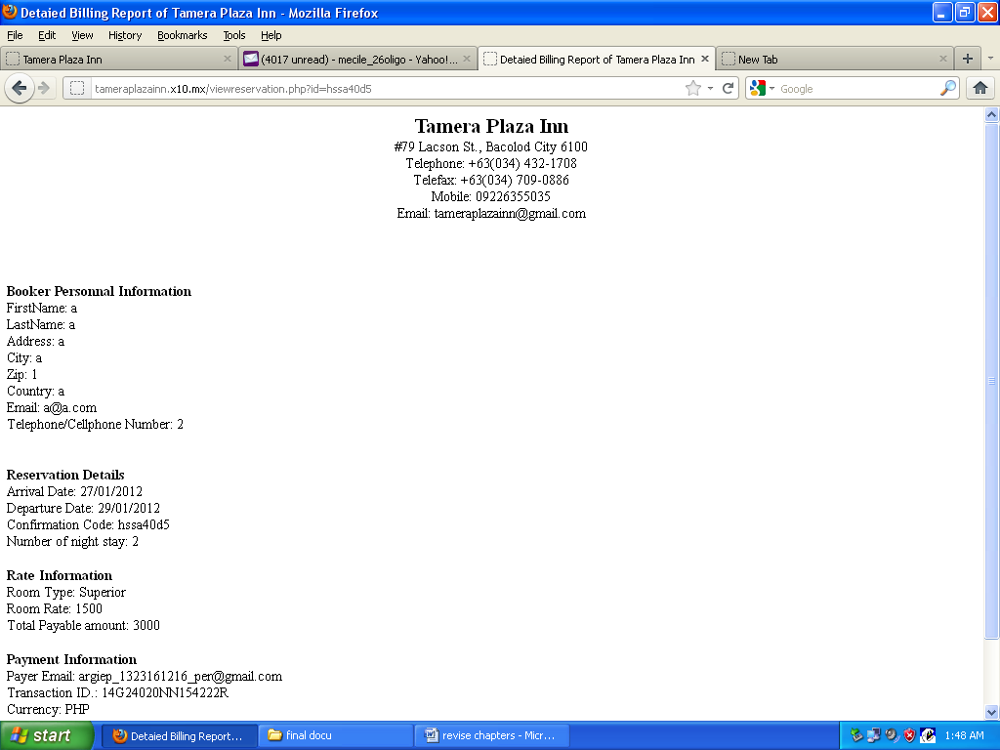 Detaied Billing Report of Tamera Plaza Inn - Mozilla Firefox
File Edit View History Bookmarks Tools Help
Tamera Plaza Inn
(4017 unread) - mecile_26oligo - Yahoo!...
Detaied Billing Report of Tamera Plaza Inn
New Tab
tameraplazainn.x10.mx/viewreservation.php?id=hssa40d5
Google
Tamera Plaza Inn
#79 Lacson St., Bacolod City 6100
Telephone: +63(034) 432-1708
Telefax: +63(034) 709-0886
Mobile: 09226355035
Email: tameraplazainn@gmail.com
Booker Personnal Information
FirstName: a
LastName: a
Address: a
City: a
Zip: 1
Country: a
Email: a@a.com
Telephone/Cellphone Number: 2
Reservation Details
Arrival Date: 27/01/2012
Departure Date: 29/01/2012
Confirmation Code: hssa40d5
Number of night stay: 2
Rate Information
Room Type: Superior
Room Rate: 1500
Total Payable amount: 3000
Payment Information
Payer Email: argiep_1323161216_per@gmail.com
Transaction ID.: 14G24020NN154222R
Currency: PHP
start
Detaied Billing Report...
final docu
revise chapters - Micr...
1:48 AM